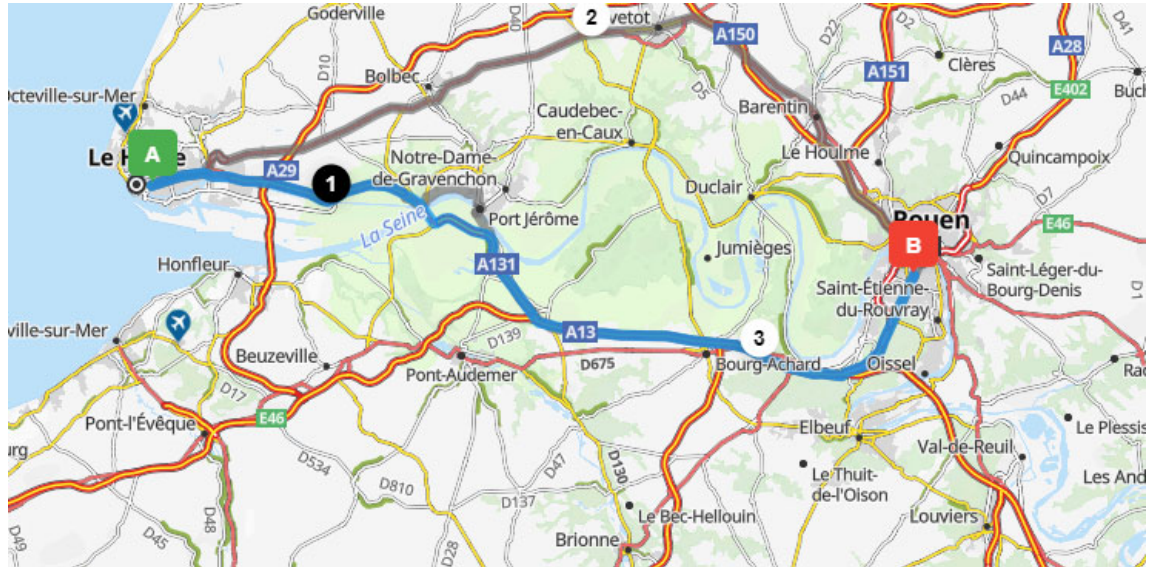 Goderville
D40
2
vetot
A150
D22
D2
D41
A28
Clères
A151
D10
Bolbec
E402
Buch
D44
cteville-sur-Mer
D5
Barentin
Caudebec-
en-Caux
Le H
A
A29
1
Notre-Dame-
de-Gravenchon
Le Houlme
Quincampoix
Duclair
D7
La Seine
Port Jérôme
Rouen
B
E46
Jumièges
Honfleur
A131
Saint-Léger-du-
Bourg-Denis
Saint-Étienne-
du-Rouvray
D1
ville-sur-Mer
A13
3
D139
Beuzeville
D675
Bourg-Achard
Oissel
Pont-Audemer
D17
Pont-l'Évêque
E46
Elbeuf
Le Plessis
urg
Val-de-Reuil
D534
D47
D130
Le Thuit-
de-l'Oison
Les And
D810
D137
Le Bec-Hellouin
Louviers
D49
D45
D48
D28
Brionne